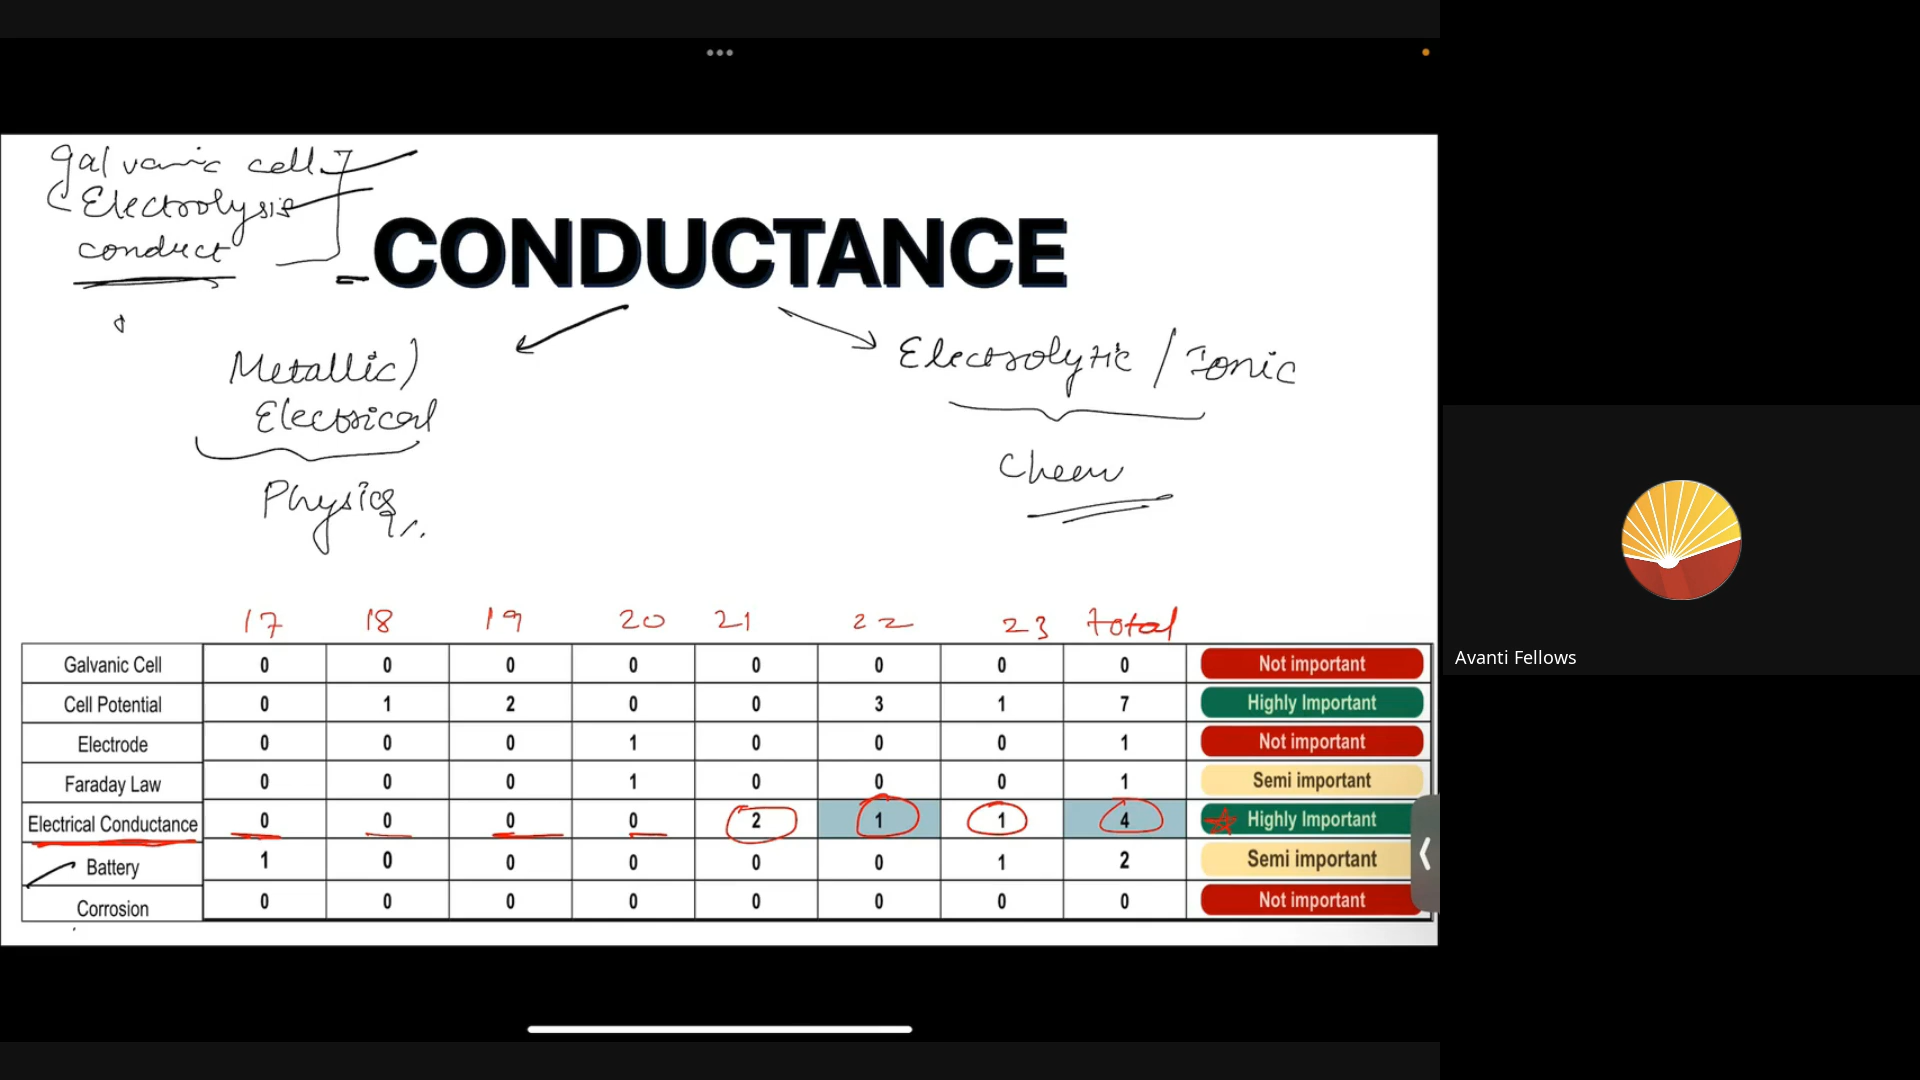 galvanic cell
Electrolysis
conduct
CONDUCTANCE
Metallic/
Electrical
Physics
Electrolytic / Ionic
Chem
17 18 19 20 21 22 23 total
Galvanic Cell 0 0 0 0 0 0 0 0 Not important
Cell Potential 0 1 2 0 0 3 1 7 Highly Important
Electrode 0 0 0 1 0 0 0 1 Not important
Faraday Law 0 0 0 1 0 0 0 1 Semi important
Electrical Conductance 0 0 0 0 2 1 1 4 Highly Important
Battery 1 0 0 0 0 0 1 2 Semi important
Corrosion 0 0 0 0 0 0 0 0 Not important
Avanti Fellows